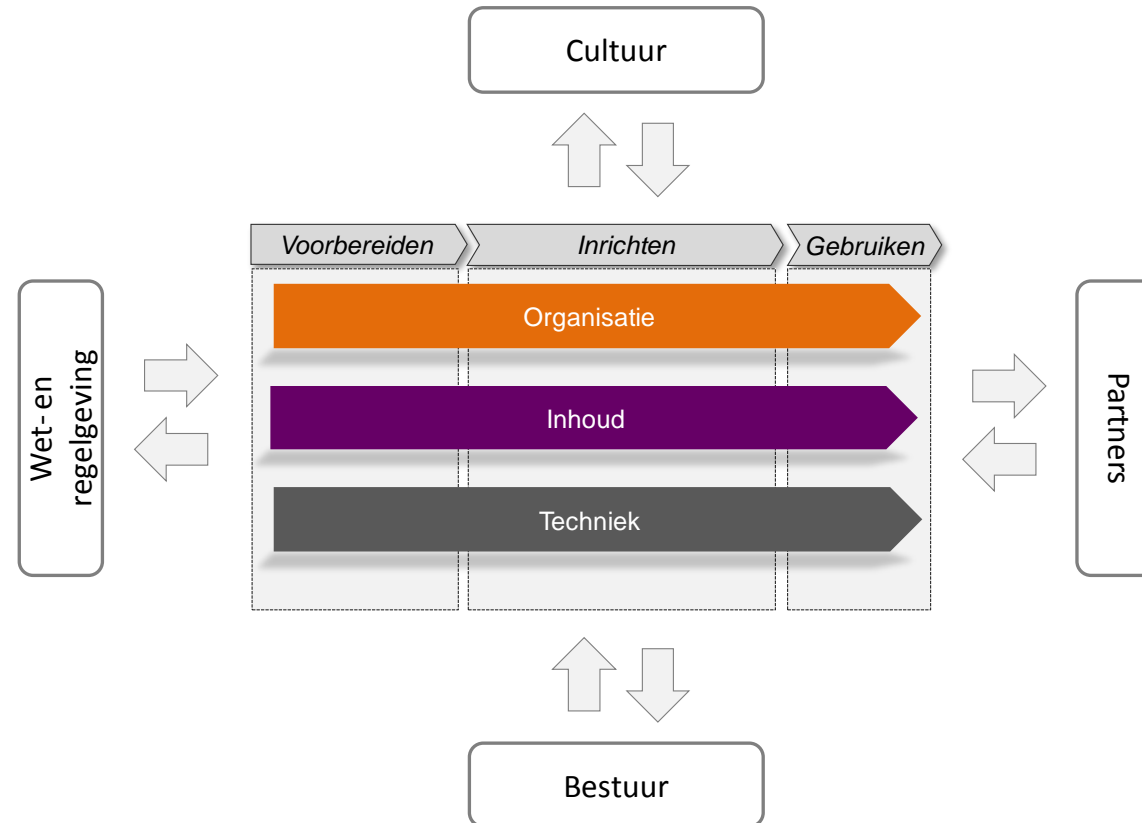 Cultuur
Voorbereiden
Inrichten
Gebruiken
Organisatie
Inhoud
Techniek
Wet- en
regelgeving
Partners
Bestuur